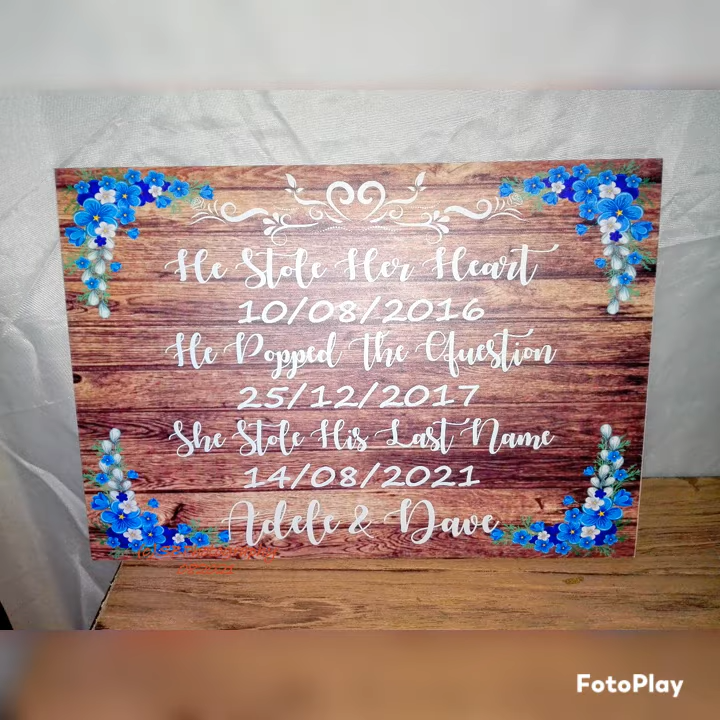 He Stole Her Heart
10/08/2016
He Popped the Question
25/12/2017
She Stole His Last Name
14/08/2021
Adele & Dave
FotoPlay